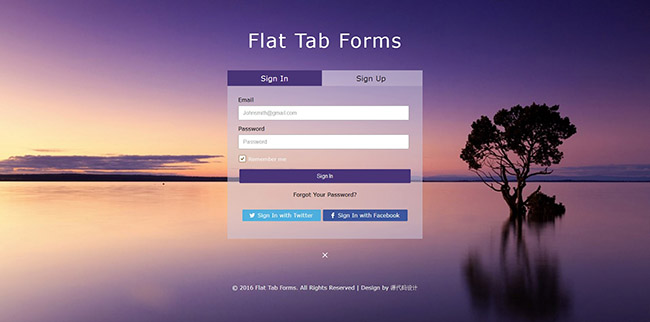 Flat Tab Forms
Sign In
Sign Up
Email
Johnsmith@gmail.com
Password
Password
Remember me
Sign In
Forgot Your Password?
Sign In with Twitter
Sign In with Facebook
© 2016 Flat Tab Forms. All Rights Reserved | Design by 源代码设计